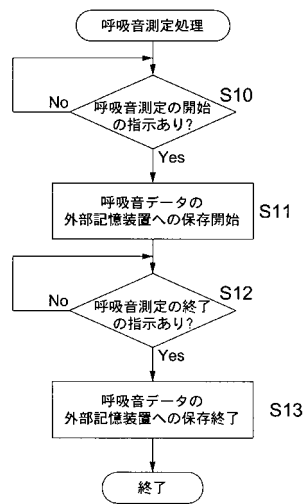 呼吸音測定処理
S10
呼吸音測定の開始
の指示あり?
No
Yes
呼吸音データの
外部記憶装置への保存開始
S11
S12
呼吸音測定の終了
の指示あり?
No
Yes
呼吸音データの
外部記憶装置への保存終了
S13
終了